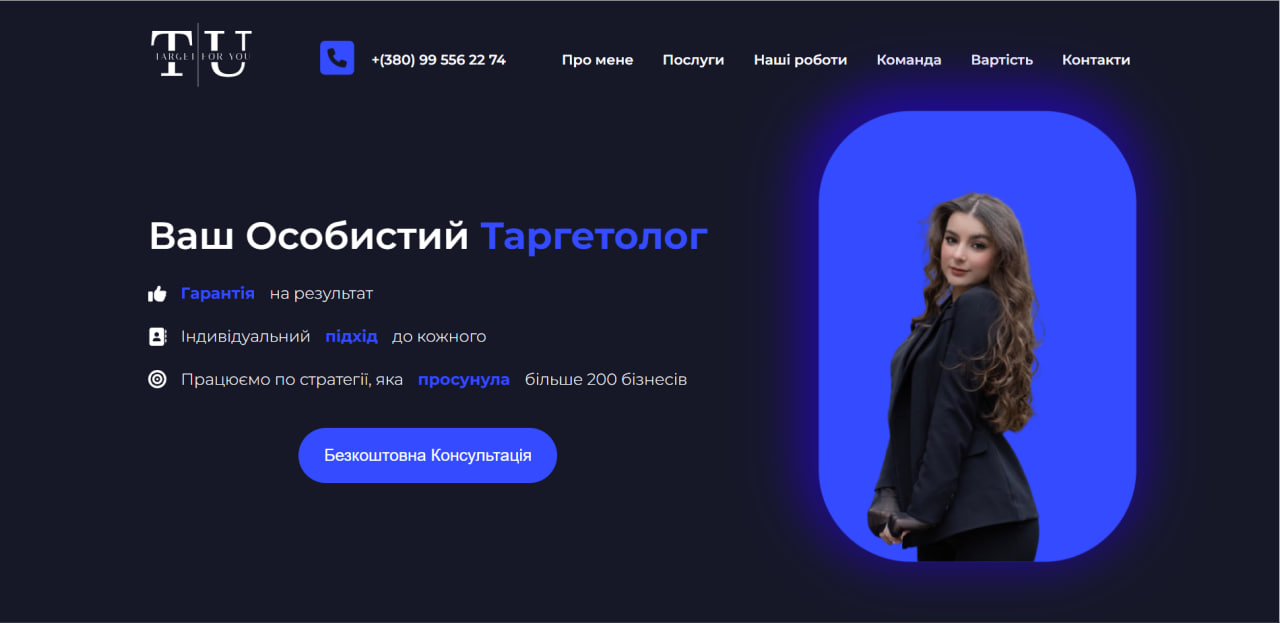 TU
TARGET FOR YOU
+(380) 99 556 22 74
Про мене
Послуги
Наші роботи
Команда
Вартість
Контакти
Ваш Особистий Таргетолог
Гарантія на результат
Індивідуальний підхід до кожного
Працюємо по стратегії, яка просунула більше 200 бізнесів
Безкоштовна Консультація